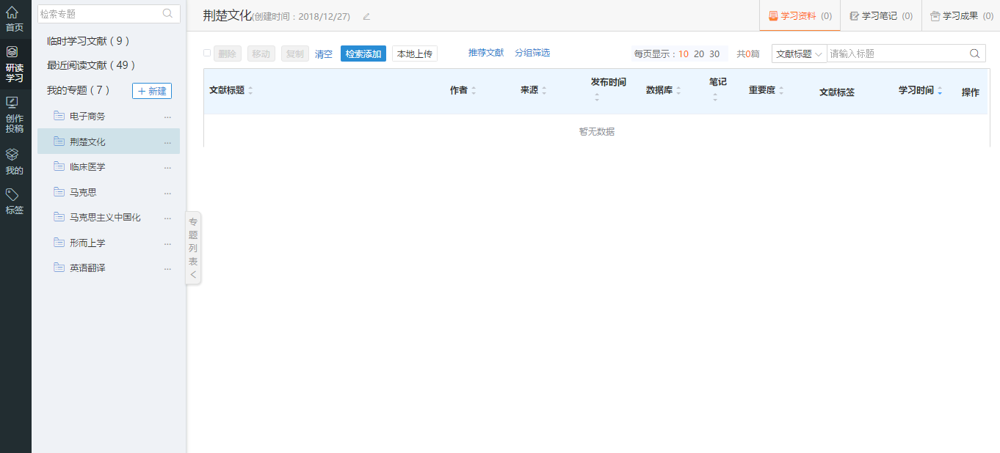 首页
研读
学习
创作
投稿
我的
标签
检索专题
临时学习文献 ( 9 )
最近阅读文献 ( 49 )
我的专题 ( 7 )
+ 新建
电子商务 ...
荆楚文化 ...
临床医学 ...
马克思 ...
马克思主义中国化 ...
形而上学 ...
英语翻译 ...
专
题
列
表
<
荆楚文化(创建时间：2018/12/27)
学习资料 (0)
学习笔记 (0)
学习成果 (0)
删除 移动 复制 清空 检索添加 本地上传 推荐文献 分组筛选 每页显示：10 20 30 共0篇 文献标题 请输入标题
文献标题 作者 来源 发布时间 数据库 笔记 重要度 文献标签 学习时间 操作
暂无数据